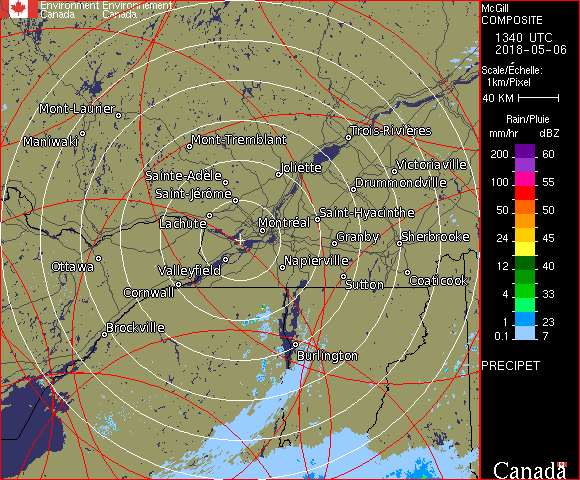 Environment Environnement
Canada Canada
McGill
COMPOSITE
1340 UTC
2018-05-06
Scale/Échelle:
1km/Pixel
40 KM
Rain/Pluie
mm/hr dBZ
200 60
55
100 55
50 50
24 45
12 40
4 33
1 23
0.1 7
PRECIPET
Canada
Mont-Laurier
Maniwaki
Mont-Tremblant
Trois-Rivières
Sainte-Adèle
Joliette
Victoriaville
Saint-Jérôme
Drummondville
Lachute
Montréal
Saint-Hyacinthe
Granby
Sherbrooke
Ottawa
Valleyfield
Napierville
Cornwall
Sutton
Coaticook
Brockville
Burlington